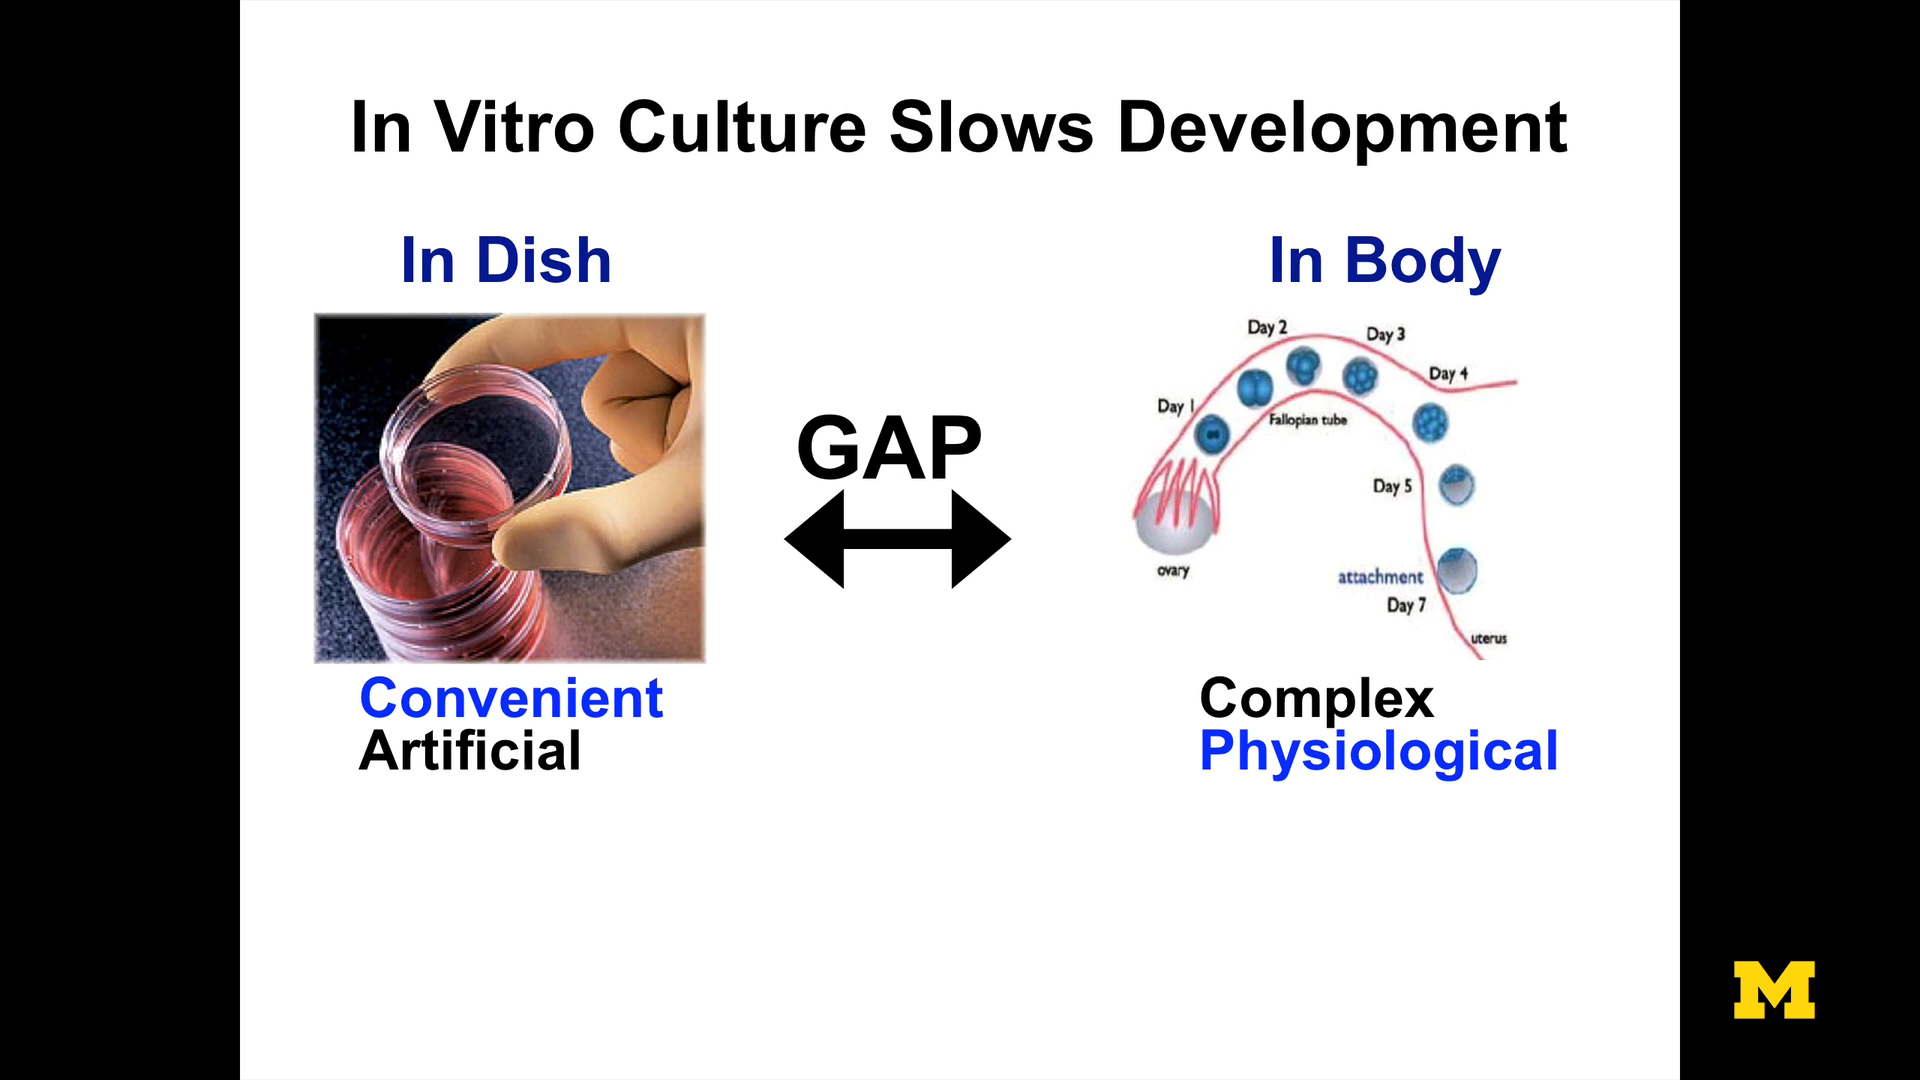 In Vitro Culture Slows Development
In Dish
In Body
GAP
Day 1
Day 2
Day 3
Day 4
Fallopian tube
Day 5
attachment
Day 7
ovary
uterus
Convenient
Artificial
Complex
Physiological
M